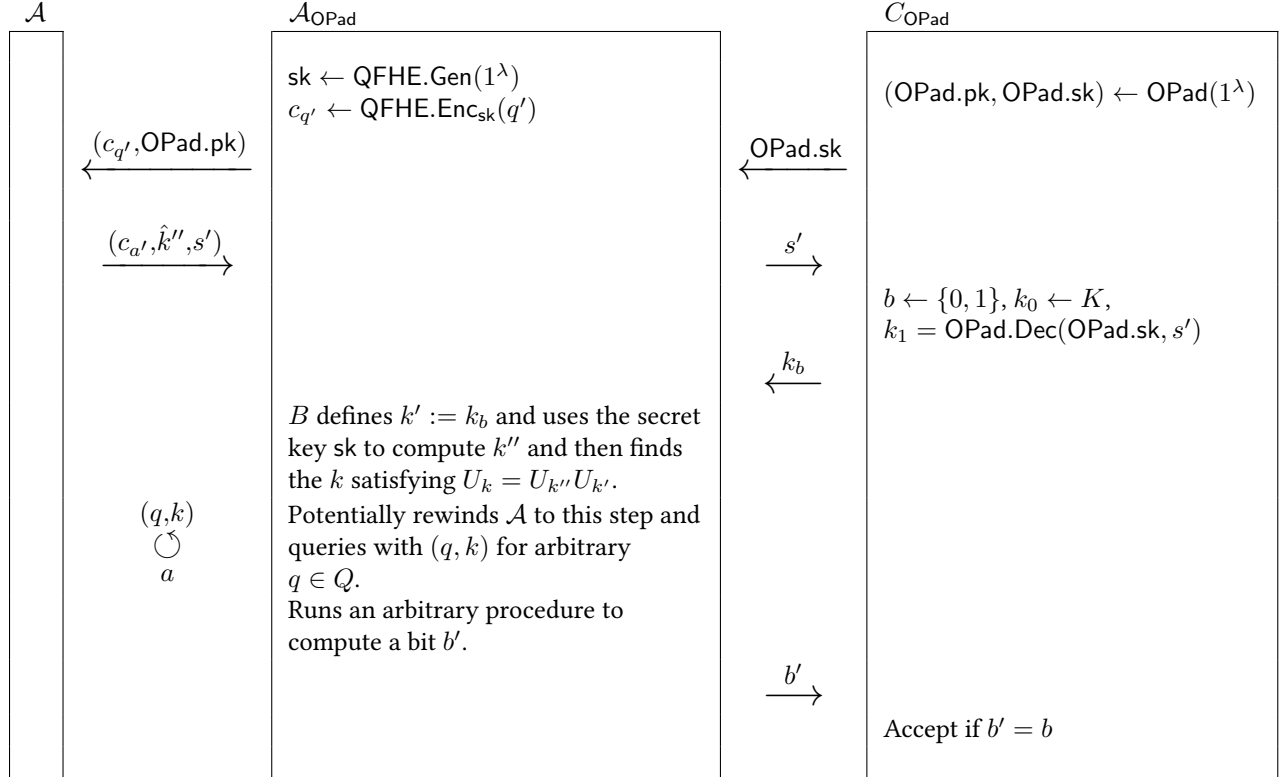 𝒜
𝒜_OPad
C_OPad
sk ← QFHE.Gen(1^λ)
c_{q′} ← QFHE.Enc_sk(q′)
(OPad.pk, OPad.sk) ← OPad(1^λ)
(c_{q′},OPad.pk)
OPad.sk
(c_{a′},k̂′′,s′)
s′
b ← {0, 1}, k_0 ← K,
k_1 = OPad.Dec(OPad.sk, s′)
k_b
B defines k′ := k_b and uses the secret
key sk to compute k′′ and then finds
the k satisfying U_k = U_{k′′}U_{k′}.
(q,k)
a
Potentially rewinds 𝒜 to this step and
queries with (q, k) for arbitrary
q ∈ Q.
Runs an arbitrary procedure to
compute a bit b′.
b′
Accept if b′ = b